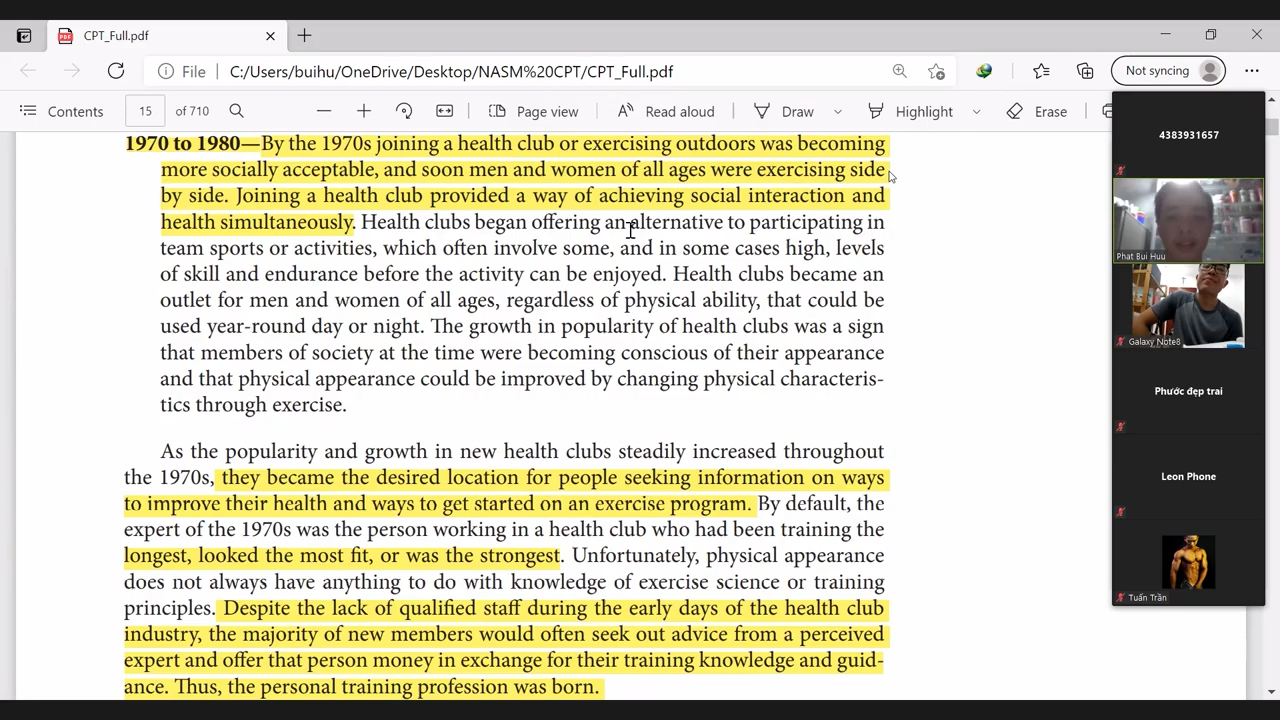 CPT_Full.pdf
File
C:/Users/buihu/OneDrive/Desktop/NASM%20CPT/CPT_Full.pdf
Not syncing
Contents
15
of 710
Page view
Read aloud
Draw
Highlight
Erase
1970 to 1980—By the 1970s joining a health club or exercising outdoors was becoming
more socially acceptable, and soon men and women of all ages were exercising side
by side. Joining a health club provided a way of achieving social interaction and
health simultaneously. Health clubs began offering an alternative to participating in
team sports or activities, which often involve some, and in some cases high, levels
of skill and endurance before the activity can be enjoyed. Health clubs became an
outlet for men and women of all ages, regardless of physical ability, that could be
used year-round day or night. The growth in popularity of health clubs was a sign
that members of society at the time were becoming conscious of their appearance
and that physical appearance could be improved by changing physical characteris-
tics through exercise.
As the popularity and growth in new health clubs steadily increased throughout
the 1970s, they became the desired location for people seeking information on ways
to improve their health and ways to get started on an exercise program. By default, the
expert of the 1970s was the person working in a health club who had been training the
longest, looked the most fit, or was the strongest. Unfortunately, physical appearance
does not always have anything to do with knowledge of exercise science or training
principles. Despite the lack of qualified staff during the early days of the health club
industry, the majority of new members would often seek out advice from a perceived
expert and offer that person money in exchange for their training knowledge and guid-
ance. Thus, the personal training profession was born.
4383931657
Phat Bui Huu
Galaxy Note8
Phước đẹp trai
Leon Phone
Tuấn Trần